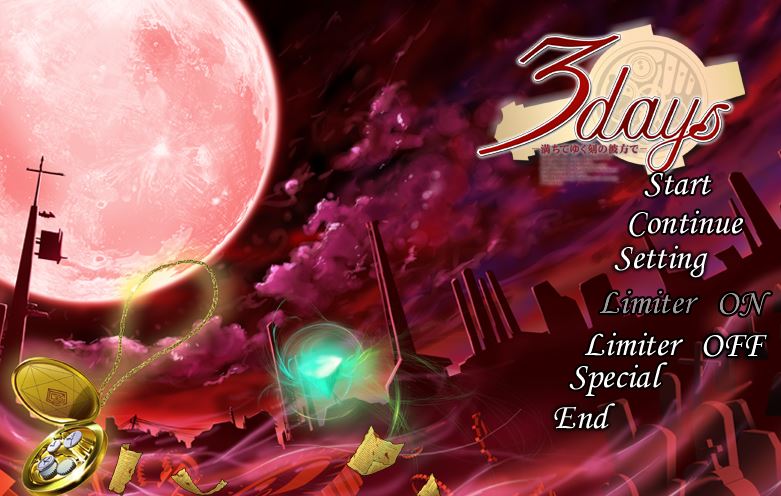 3days
―満ちてゆく刻の彼方で―
Start
Continue
Setting
Limiter ON
Limiter OFF
Special
End